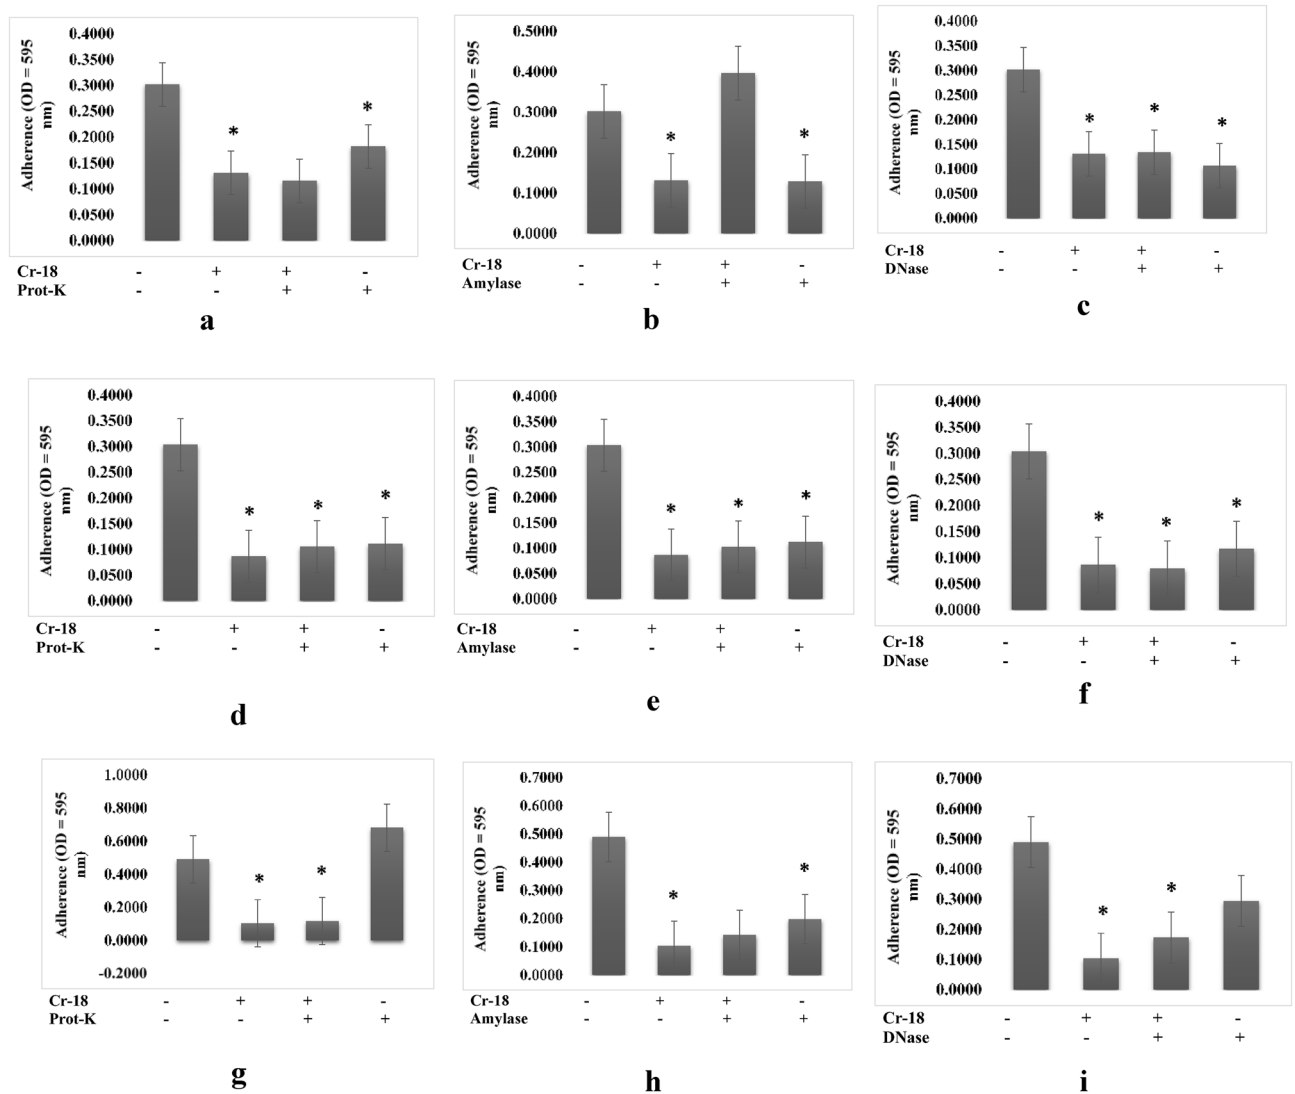 Adherence (OD = 595
nm)
0.4000
0.3500
0.3000
0.2500
0.2000
0.1500
0.1000
0.0500
0.0000
*
*
Cr-18 - + + -
Prot-K - - + +
a
Adherence (OD = 595
nm)
0.5000
0.4000
0.3000
0.2000
0.1000
0.0000
*
*
Cr-18 - + + -
Amylase - - + +
b
Adherence (OD = 595
nm)
0.4000
0.3500
0.3000
0.2500
0.2000
0.1500
0.1000
0.0500
0.0000
*
*
*
Cr-18 - + + -
DNase - - + +
c
Adherence (OD = 595
nm)
0.4000
0.3500
0.3000
0.2500
0.2000
0.1500
0.1000
0.0500
0.0000
*
*
*
Cr-18 - + + -
Prot-K - - + +
d
Adherence (OD = 595
nm)
0.4000
0.3500
0.3000
0.2500
0.2000
0.1500
0.1000
0.0500
0.0000
*
*
*
Cr-18 - + + -
Amylase - - + +
e
Adherence (OD = 595
nm)
0.4000
0.3500
0.3000
0.2500
0.2000
0.1500
0.1000
0.0500
0.0000
*
*
*
Cr-18 - + + -
DNase - - + +
f
Adherence (OD = 595
nm)
1.0000
0.8000
0.6000
0.4000
0.2000
0.0000
-0.2000
*
*
Cr-18 - + + -
Prot-K - - + +
g
Adherence (OD = 595
nm)
0.7000
0.6000
0.5000
0.4000
0.3000
0.2000
0.1000
0.0000
*
*
Cr-18 - + + -
Amylase - - + +
h
Adherence (OD = 595
nm)
0.7000
0.6000
0.5000
0.4000
0.3000
0.2000
0.1000
0.0000
*
*
Cr-18 - + + -
DNase - - + +
i